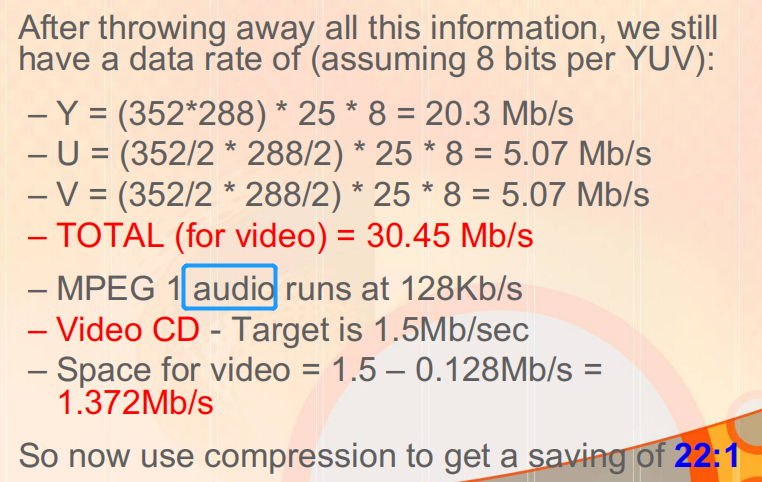 After throwing away all this information, we still
have a data rate of (assuming 8 bits per YUV):
– Y = (352*288) * 25 * 8 = 20.3 Mb/s
– U = (352/2 * 288/2) * 25 * 8 = 5.07 Mb/s
– V = (352/2 * 288/2) * 25 * 8 = 5.07 Mb/s
– TOTAL (for video) = 30.45 Mb/s
– MPEG 1 audio runs at 128Kb/s
– Video CD - Target is 1.5Mb/sec
– Space for video = 1.5 – 0.128Mb/s =
1.372Mb/s
So now use compression to get a saving of 22:1